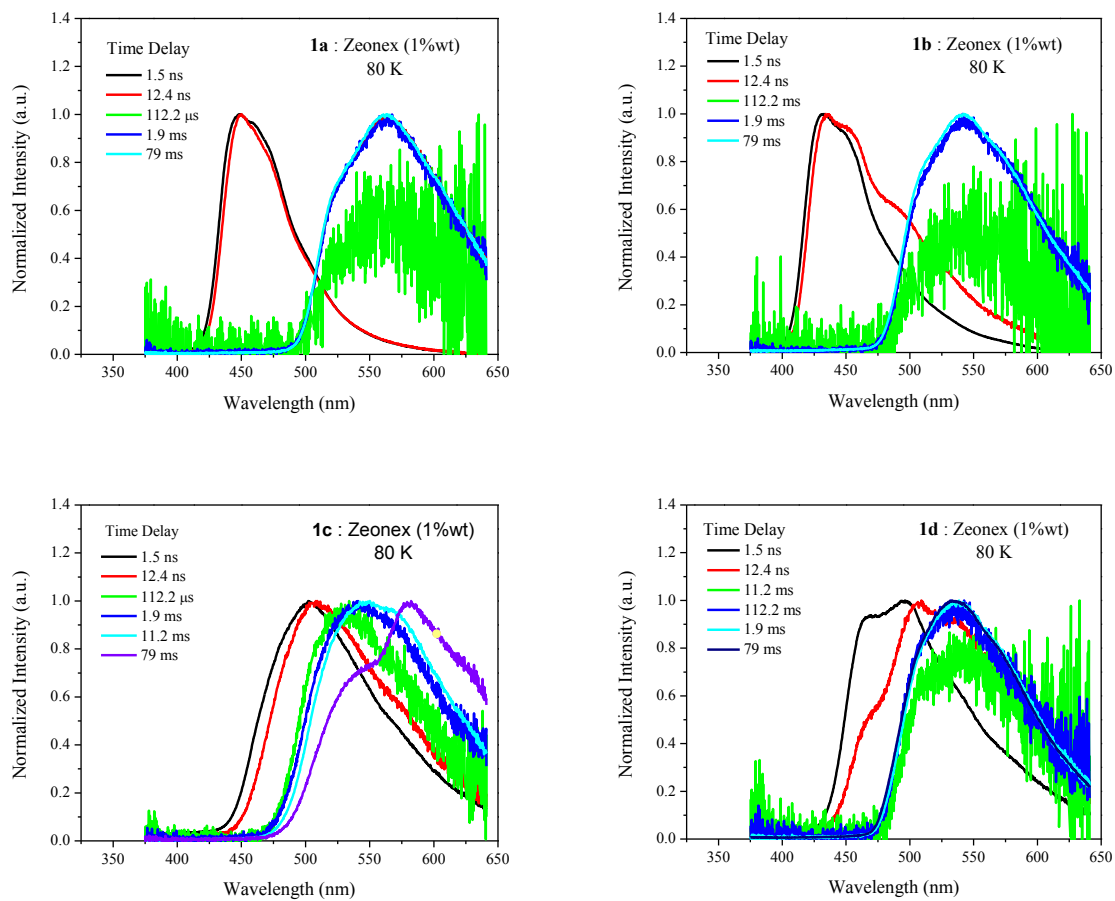 1a : Zeonex (1%wt)
80 K
Time Delay
1.5 ns
12.4 ns
112.2 µs
1.9 ms
79 ms
Normalized Intensity (a.u.)
1.4
1.2
1.0
0.8
0.6
0.4
0.2
0.0
350 400 450 500 550 600 650
Wavelength (nm)
1b : Zeonex (1%wt)
80 K
Time Delay
1.5 ns
12.4 ns
112.2 ms
1.9 ms
79 ms
Normalized Intensity (a.u.)
1.4
1.2
1.0
0.8
0.6
0.4
0.2
0.0
350 400 450 500 550 600 650
Wavelength (nm)
1c : Zeonex (1%wt)
80 K
Time Delay
1.5 ns
12.4 ns
112.2 µs
1.9 ms
11.2 ms
79 ms
Normalized Intensity (a.u.)
1.4
1.2
1.0
0.8
0.6
0.4
0.2
0.0
350 400 450 500 550 600 650
Wavelength (nm)
1d : Zeonex (1%wt)
80 K
Time Delay
1.5 ns
12.4 ns
11.2 ms
112.2 ms
1.9 ms
79 ms
Normalized Intensity (a.u.)
1.4
1.2
1.0
0.8
0.6
0.4
0.2
0.0
350 400 450 500 550 600 650
Wavelength (nm)